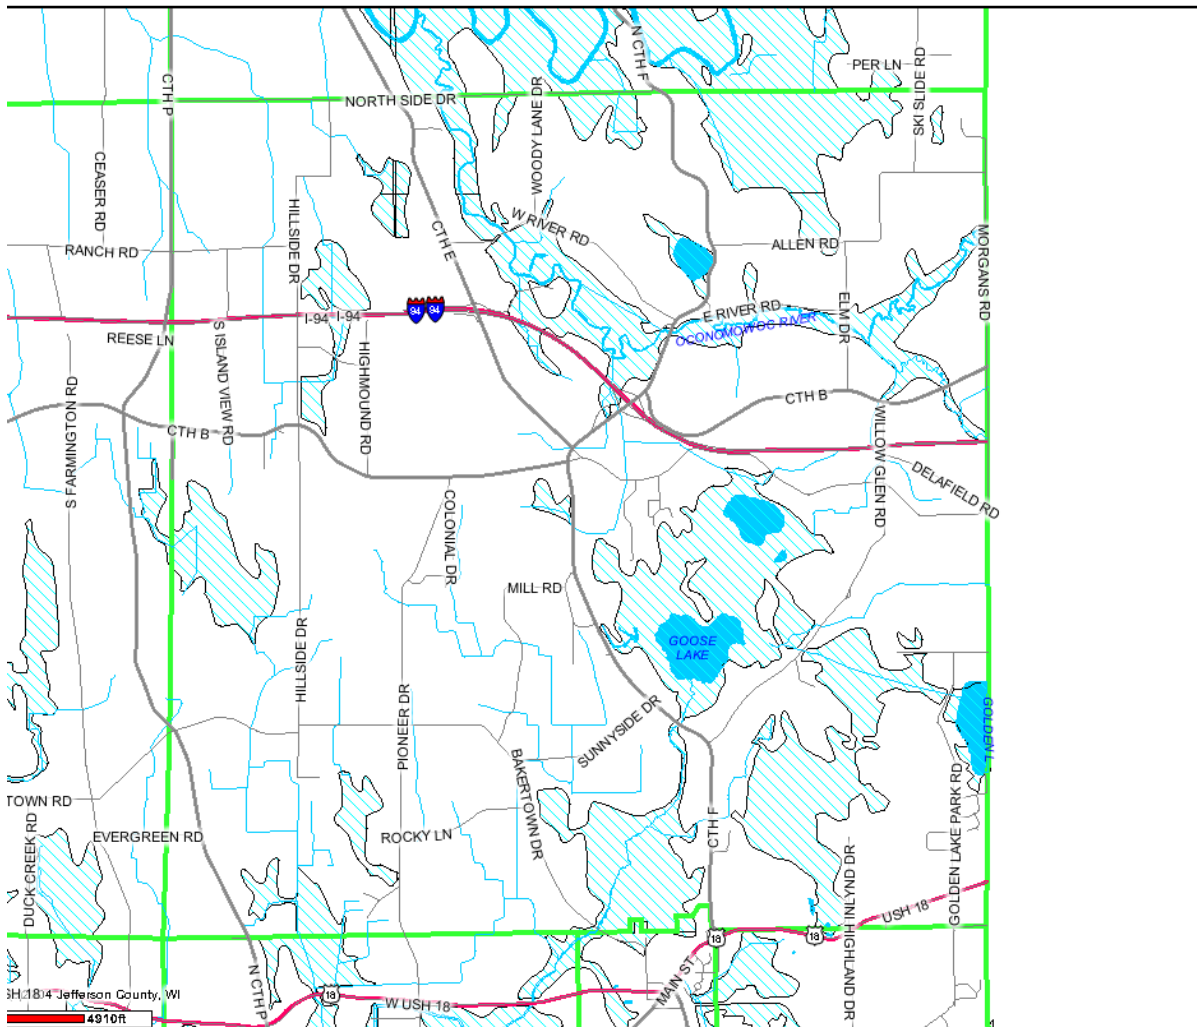 N CTH F
PER LN
SKI SLIDE RD
CTH P
NORTH SIDE DR
WOODY LANE DR
CEASER RD
HILLSIDE DR
W RIVER RD
CTH E
RANCH RD
ALLEN RD
MORGANS RD
I-94
I-94
94
94
E RIVER RD
OCONOMOWOC RIVER
ELM DR
REESE LN
S ISLAND VIEW RD
HIGHMOUND RD
S FARMINGTON RD
CTH B
CTH B
WILLOW GLEN RD
DELAFIELD RD
COLONIAL DR
MILL RD
HILLSIDE DR
GOOSE
LAKE
PIONEER DR
SUNNYSIDE DR
GOLDEN L
BAKERTOWN DR
TOWN RD
EVERGREEN RD
ROCKY LN
DUCK CREEK RD
CTH F
INLYND DR
GOLDEN LAKE PARK RD
USH 18
18
18
N CTH P
MAIN ST
N HIGHLAND DR
18
W USH 18
SH 18
04 Jefferson County, WI
4910ft